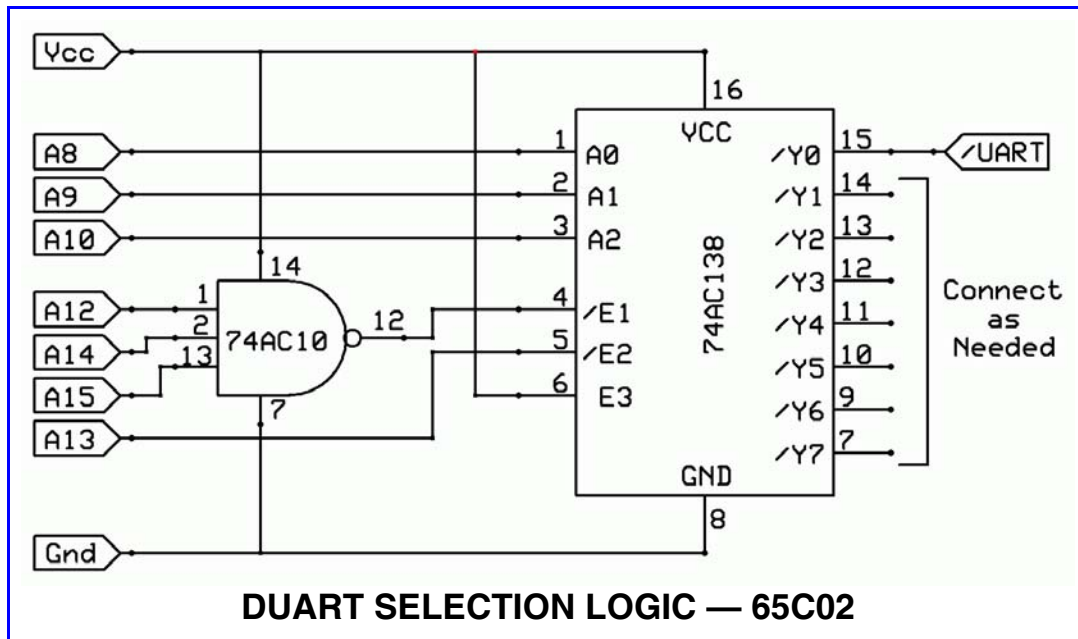 Vcc
16
VCC
A8
1
A0
/Y0
15
/UART
A9
2
A1
/Y1
14
A10
3
A2
/Y2
13
74AC138
/Y3
12
14
A12
1
4
/E1
/Y4
11
Connect
as
Needed
A14
2
74AC10
12
5
/E2
/Y5
10
A15
13
6
E3
/Y6
9
7
A13
/Y7
7
GND
8
Gnd
DUART SELECTION LOGIC — 65C02